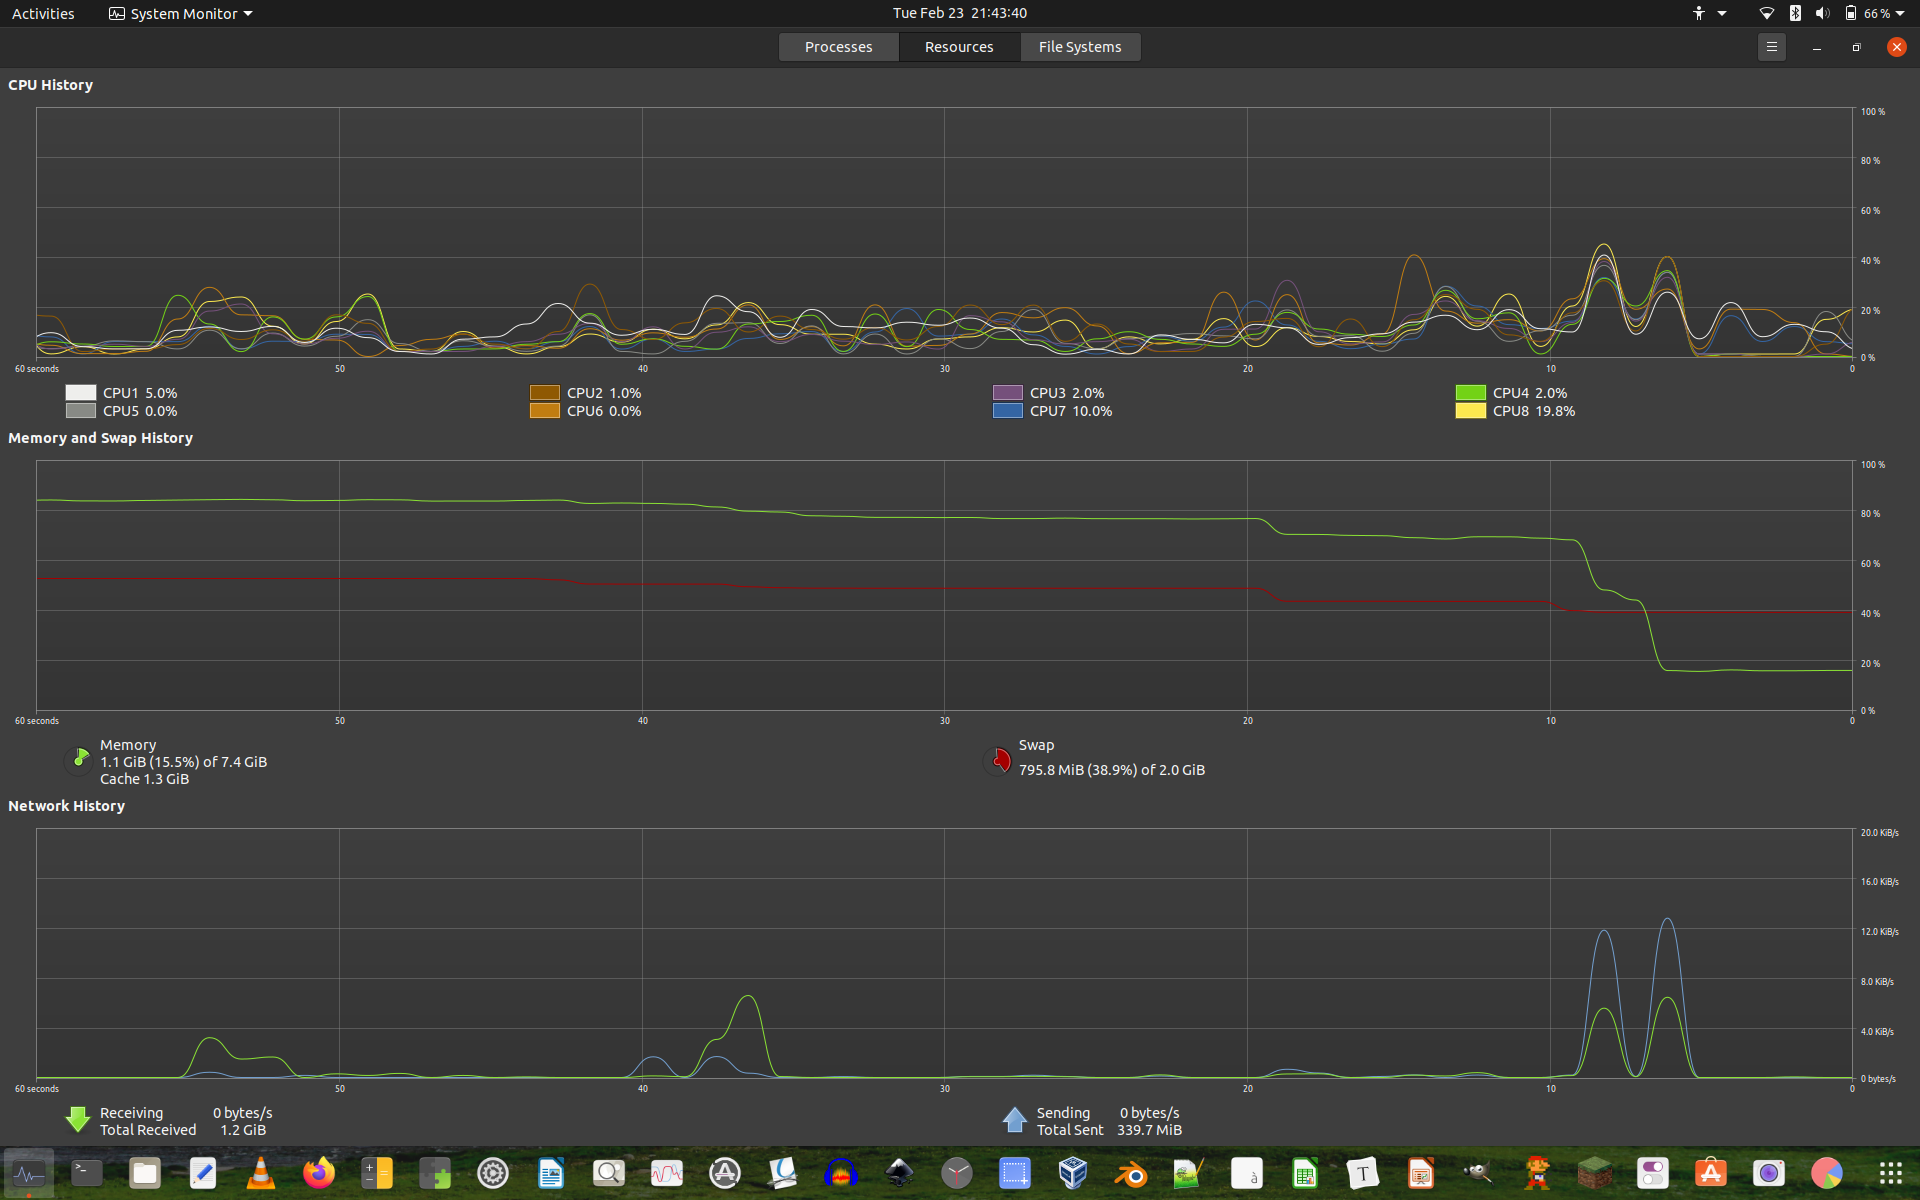 Activities System Monitor Tue Feb 23 21:43:40 66 %
Processes Resources File Systems
CPU History
100 %
80 %
60 %
40 %
20 %
0 %
60 seconds 50 40 30 20 10 0
CPU1 5.0% CPU2 1.0% CPU3 2.0% CPU4 2.0%
CPU5 0.0% CPU6 0.0% CPU7 10.0% CPU8 19.8%
Memory and Swap History
100 %
80 %
60 %
40 %
20 %
0 %
60 seconds 50 40 30 20 10 0
Memory
1.1 GiB (15.5%) of 7.4 GiB
Cache 1.3 GiB
Swap
795.8 MiB (38.9%) of 2.0 GiB
Network History
20.0 KiB/s
16.0 KiB/s
12.0 KiB/s
8.0 KiB/s
4.0 KiB/s
0 bytes/s
60 seconds 50 40 30 20 10 0
Receiving 0 bytes/s
Total Received 1.2 GiB
Sending 0 bytes/s
Total Sent 339.7 MiB
>_ à T